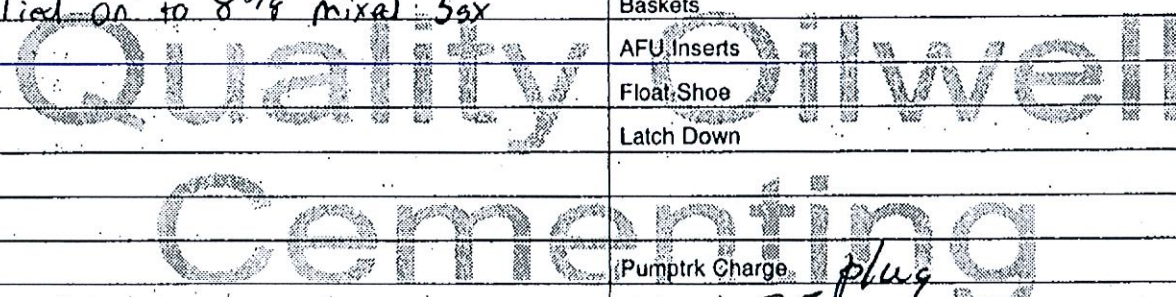 on to 8 5/8 mixed 5sx
Baskets
AFU Inserts
Float Shoe
Latch Down
Quality Oilwell
Cementing
Pumptrk Charge plug